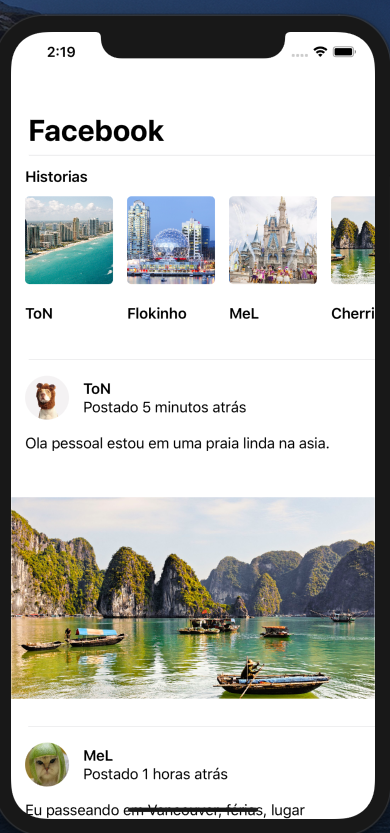 2:19
Facebook
Historias
ToN Flokinho MeL Cherri
ToN
Postado 5 minutos atrás
Ola pessoal estou em uma praia linda na asia.
MeL
Postado 1 horas atrás
Eu passeando em Vancouver, férias, lugar